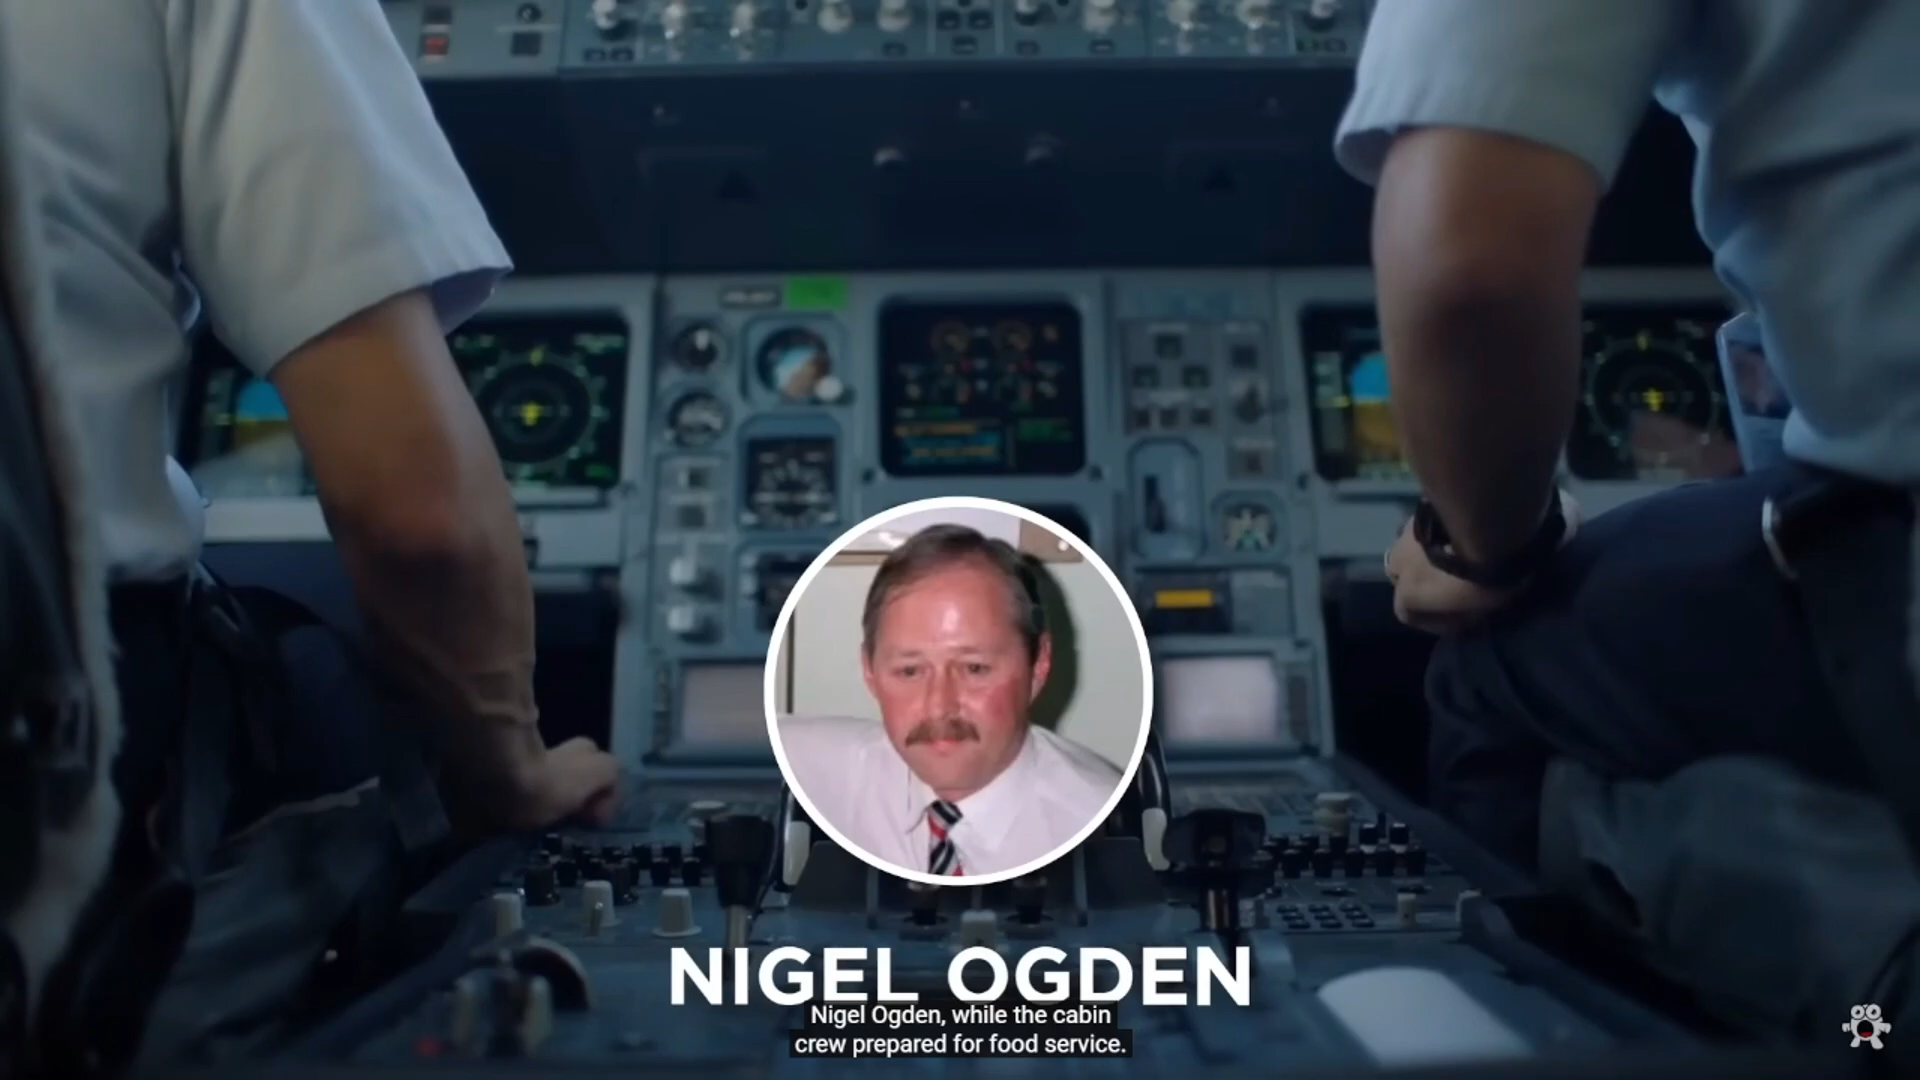 NIGEL OGDEN
Nigel Ogden, while the cabin
crew prepared for food service.